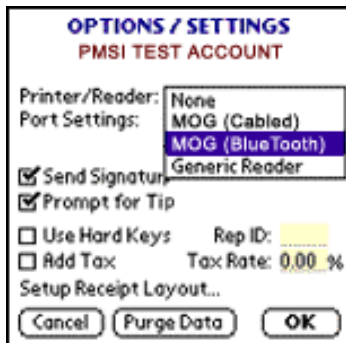 OPTIONS / SETTINGS
PMSI TEST ACCOUNT
Printer/Reader: None
Port Settings: MOG (Cabled)
MOG (BlueTooth)
Generic Reader
Send Signatur
Prompt for Tip
Use Hard Keys Rep ID:
Add Tax Tax Rate: 0.00 %
Setup Receipt Layout...
Cancel Purge Data OK